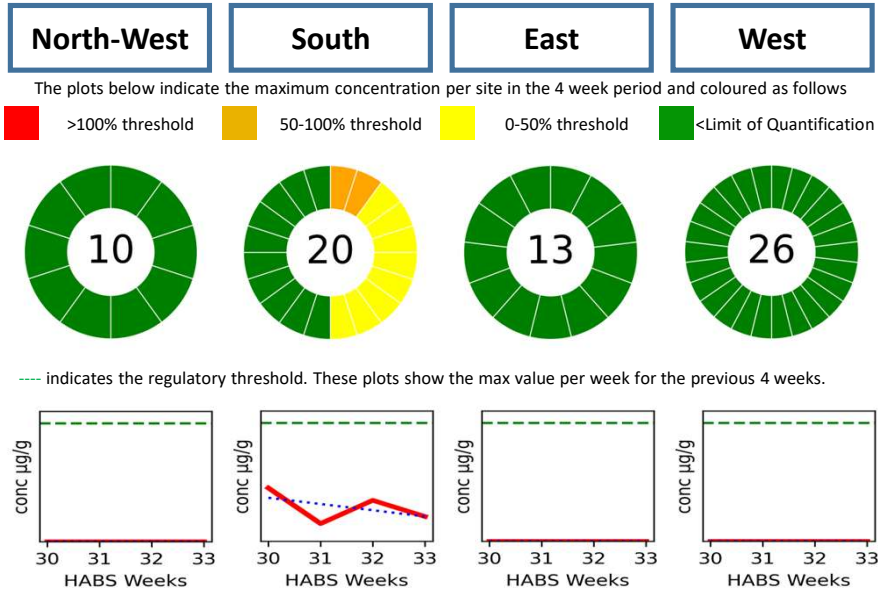 North-West South East West
The plots below indicate the maximum concentration per site in the 4 week period and coloured as follows
>100% threshold 50-100% threshold 0-50% threshold <Limit of Quantification
10 20 13 26
---- indicates the regulatory threshold. These plots show the max value per week for the previous 4 weeks.
conc µg/g conc µg/g conc µg/g conc µg/g
30 31 32 33 30 31 32 33 30 31 32 33 30 31 32 33
HABS Weeks HABS Weeks HABS Weeks HABS Weeks